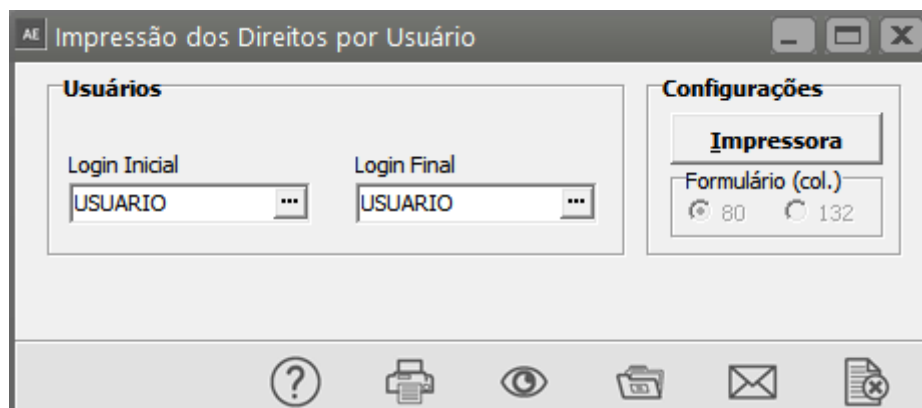 AE Impressão dos Direitos por Usuário
Usuários
Login Inicial
USUARIO ...
Login Final
USUARIO ...
Configurações
Impressora
Formulário (col.)
80 132
?